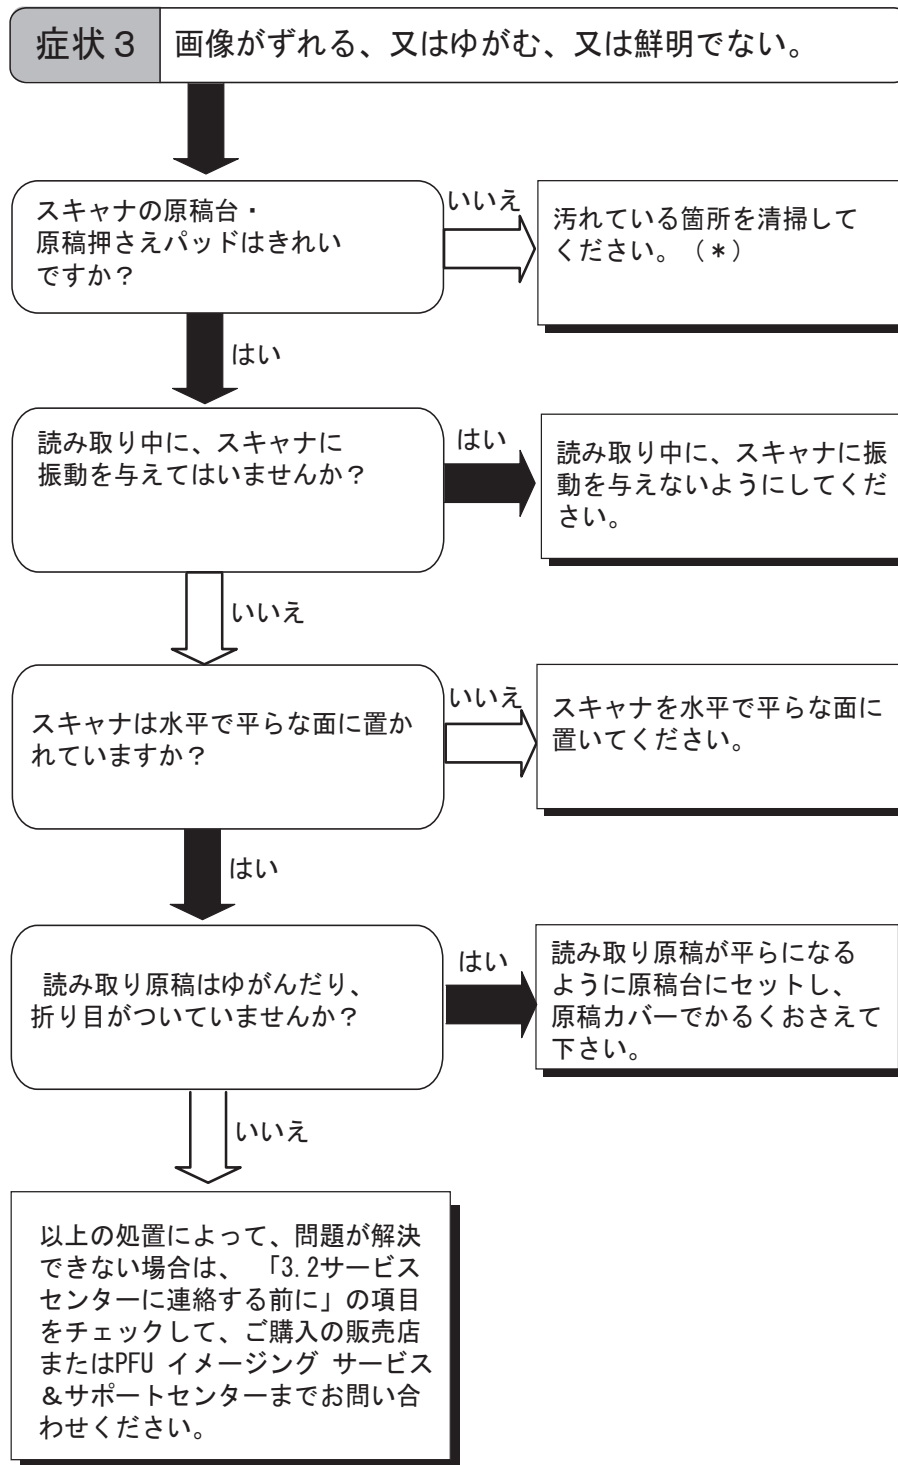 症状３
画像がずれる、又はゆがむ、又は鮮明でない。
スキャナの原稿台・
原稿押さえパッドはきれい
ですか？
いいえ
汚れている箇所を清掃して
ください。（＊）
はい
読み取り中に、スキャナに
振動を与えてはいませんか？
はい
読み取り中に、スキャナに振
動を与えないようにしてくだ
さい。
いいえ
スキャナは水平で平らな面に置か
れていますか？
いいえ
スキャナを水平で平らな面に
置いてください。
はい
読み取り原稿はゆがんだり、
折り目がついていませんか？
はい
読み取り原稿が平らになる
ように原稿台にセットし、
原稿カバーでかるくおさえて
下さい。
いいえ
以上の処置によって、問題が解決
できない場合は、 「3.2サービス
センターに連絡する前に」の項目
をチェックして、ご購入の販売店
またはPFU イメージング サービス
＆サポートセンターまでお問い合
わせください。